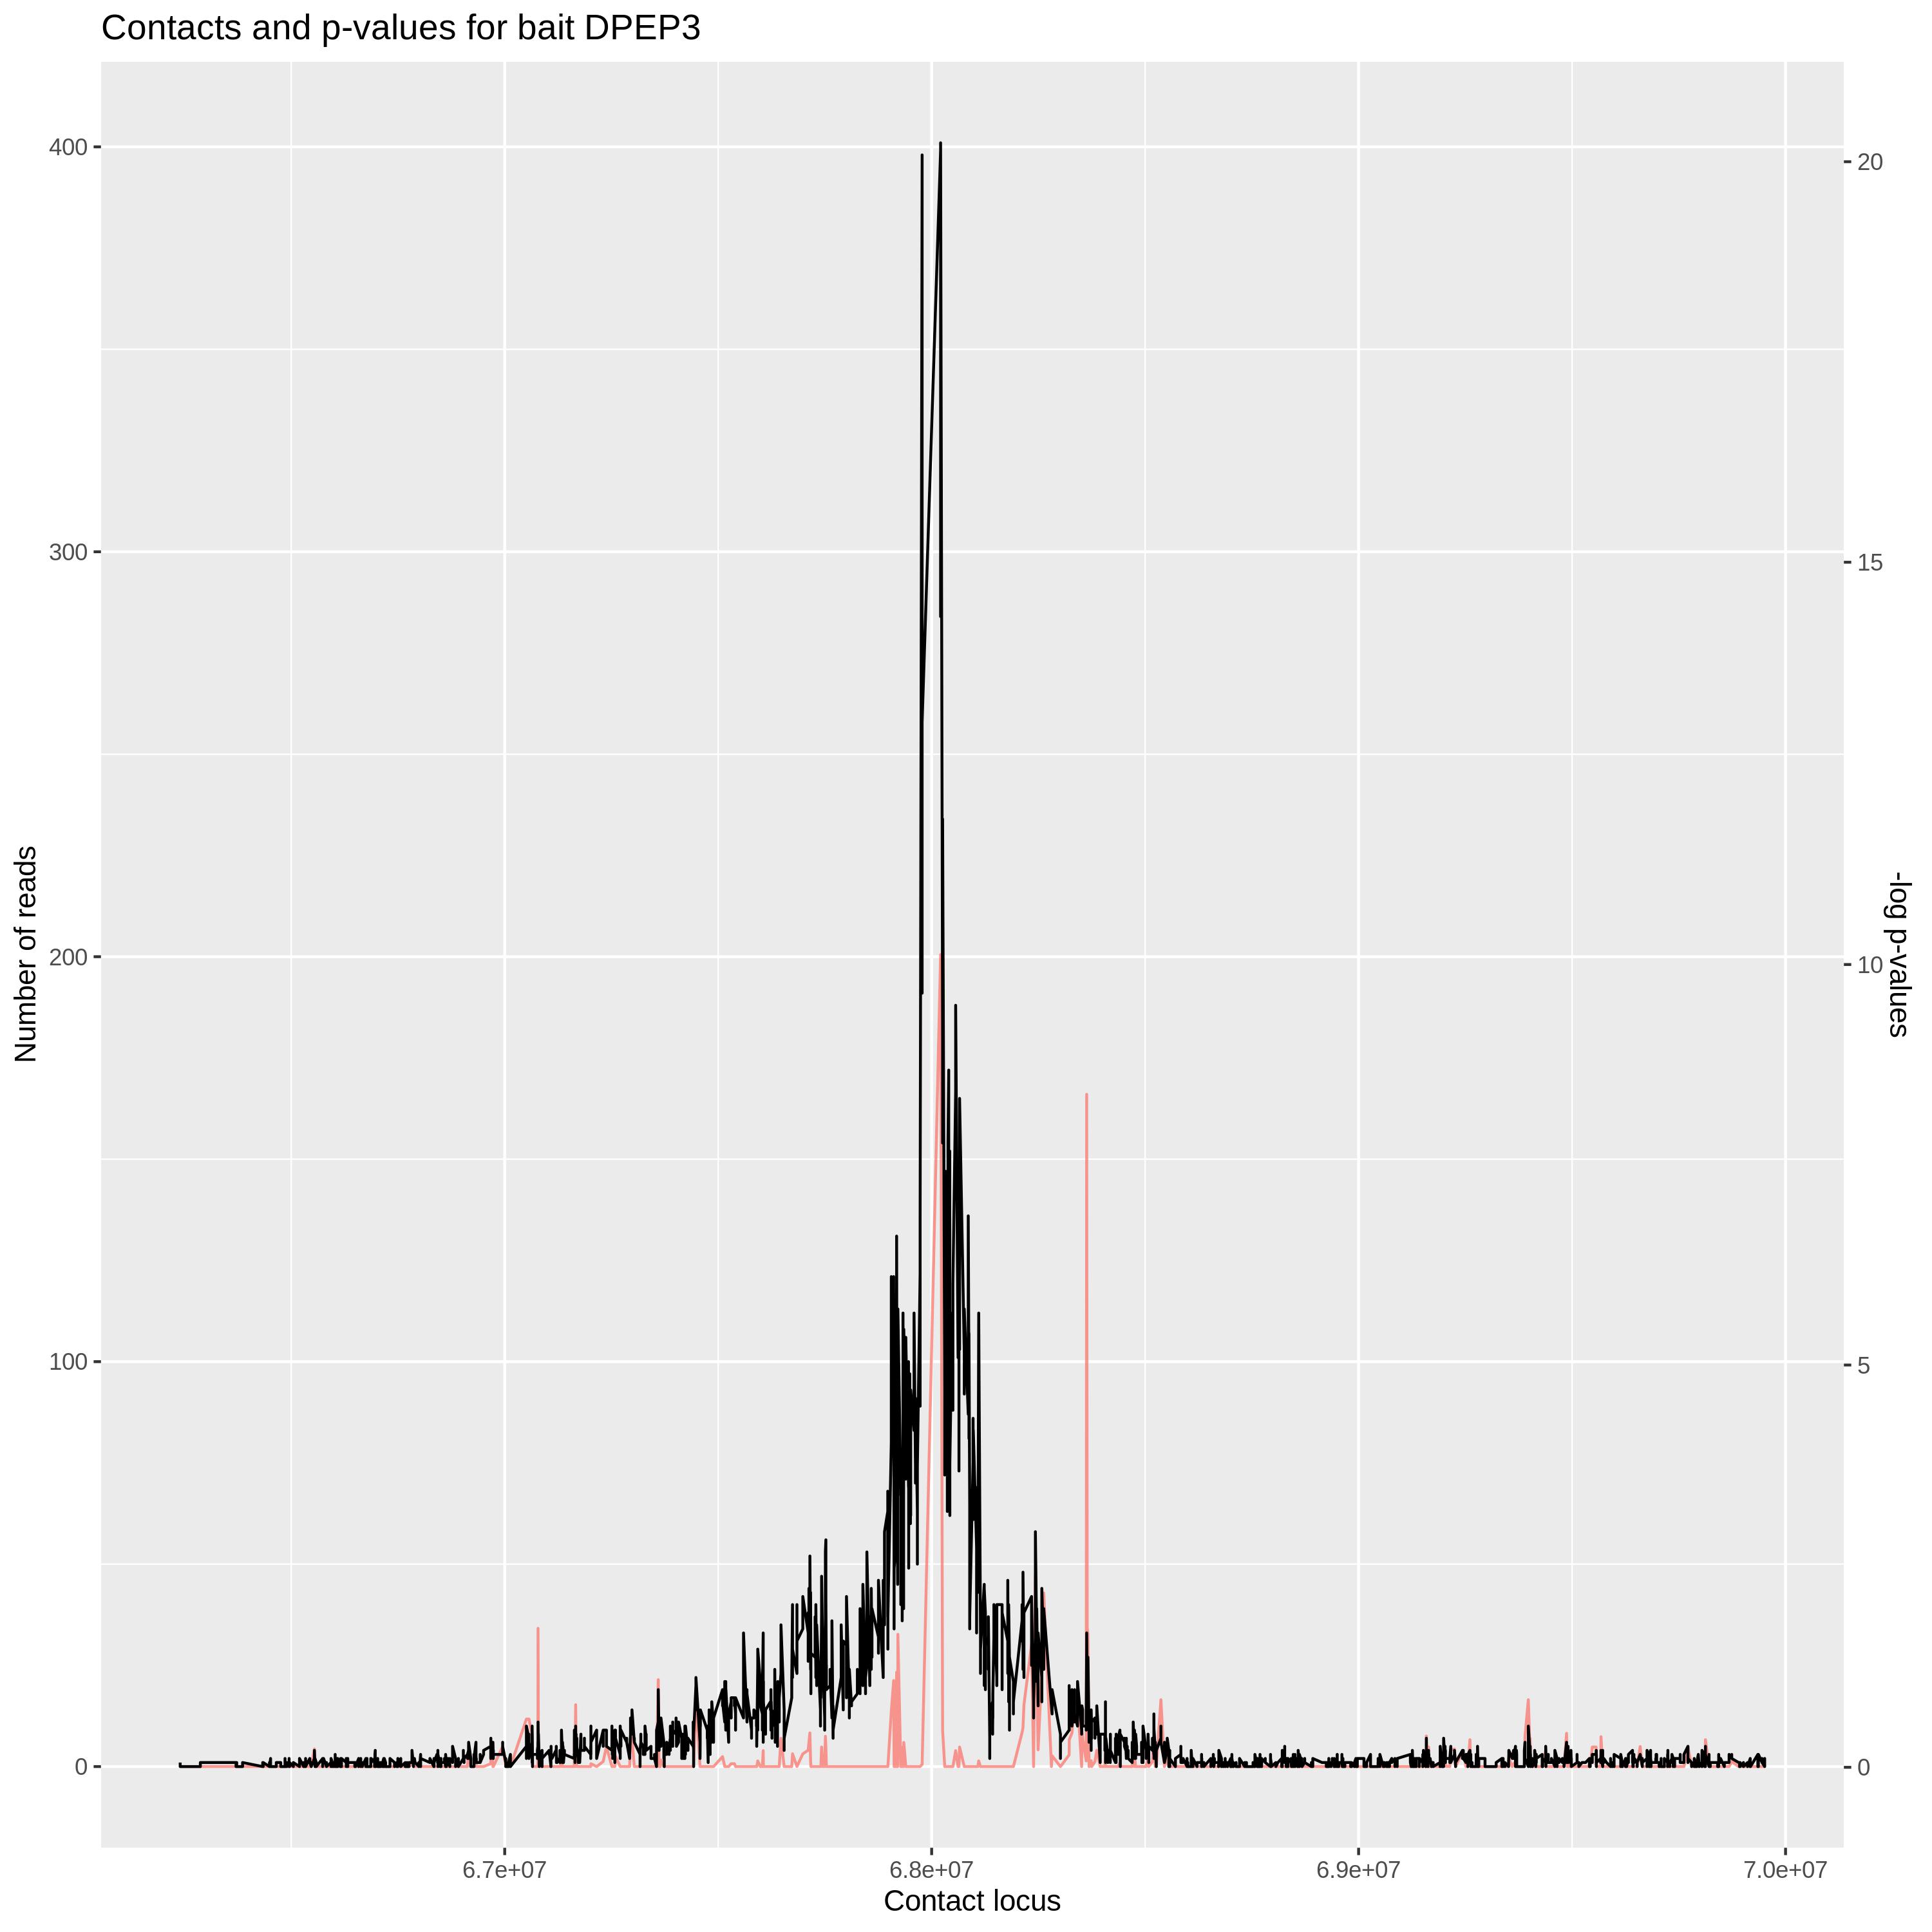 Contacts and p-values for bait DPEP3
400
300
200
100
0
Number of reads
20
15
10
5
0
-log p-values
6.7e+07
6.8e+07
6.9e+07
7.0e+07
Contact locus